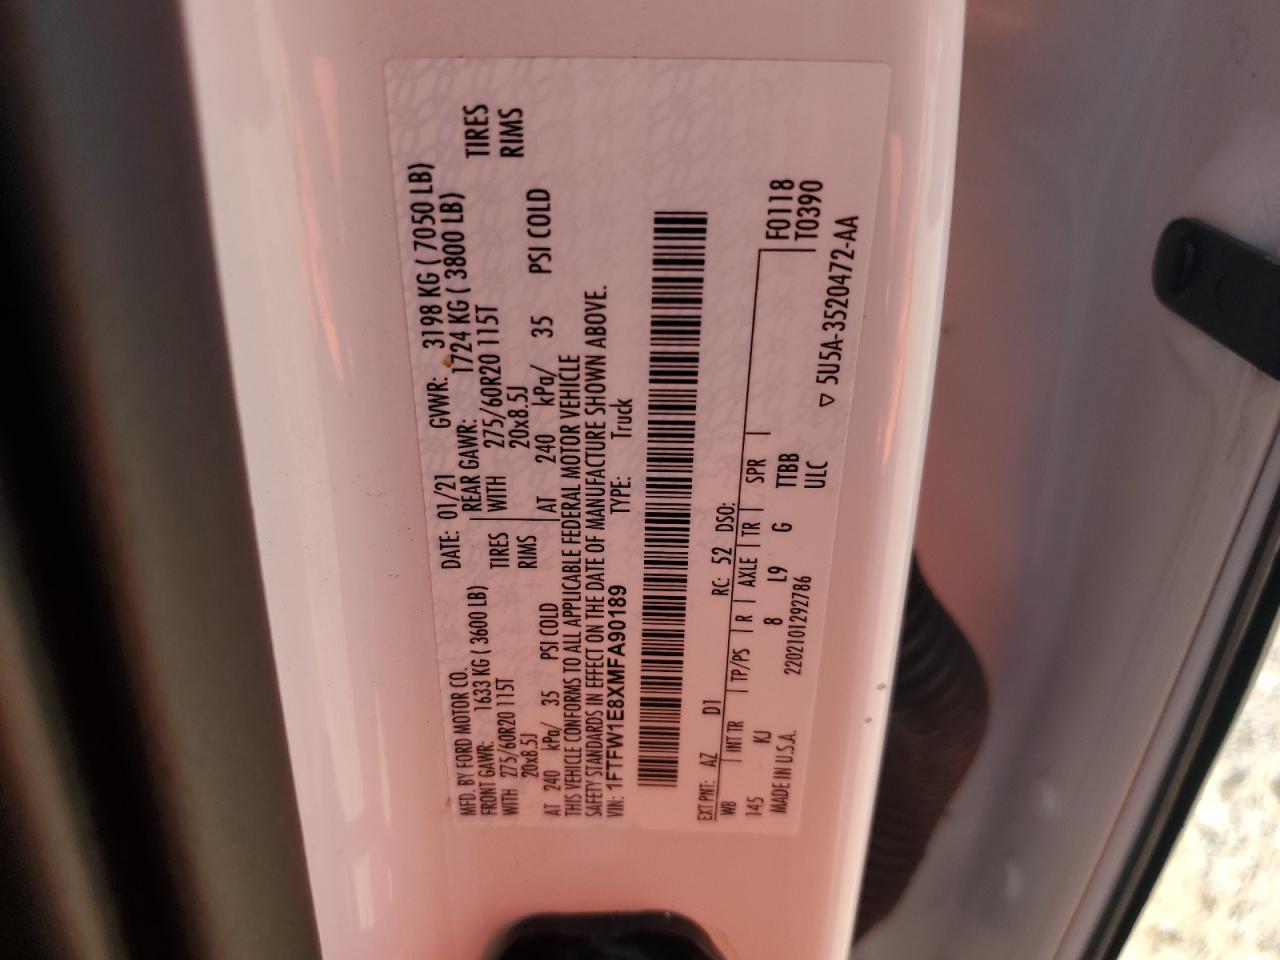 MFD. BY FORD MOTOR CO.
DATE: 01/21 GVWR: 3198 KG ( 7050 LB)
FRONT GAWR: 1633 KG ( 3600 LB)
REAR GAWR: 1724 KG ( 3800 LB)
WITH 275/60R20 115T TIRES
WITH 275/60R20 115T TIRES
20x8.5J RIMS
20x8.5J RIMS
AT 240 kPa/ 35 PSI COLD
AT 240 kPa/ 35 PSI COLD
THIS VEHICLE CONFORMS TO ALL APPLICABLE FEDERAL MOTOR VEHICLE
SAFETY STANDARDS IN EFFECT ON THE DATE OF MANUFACTURE SHOWN ABOVE.
VIN: 1FTFW1E8XMFA90189 TYPE: Truck
EXT PNT: AZ D1 RC: 52 DSO:
WB INT TR TP/PS R AXLE TR SPR F0118
145 KJ 8 L9 G TTBB T0390
MADE IN U.S.A. 2202101292786 ULC
▽ 5U5A-3520472-AA